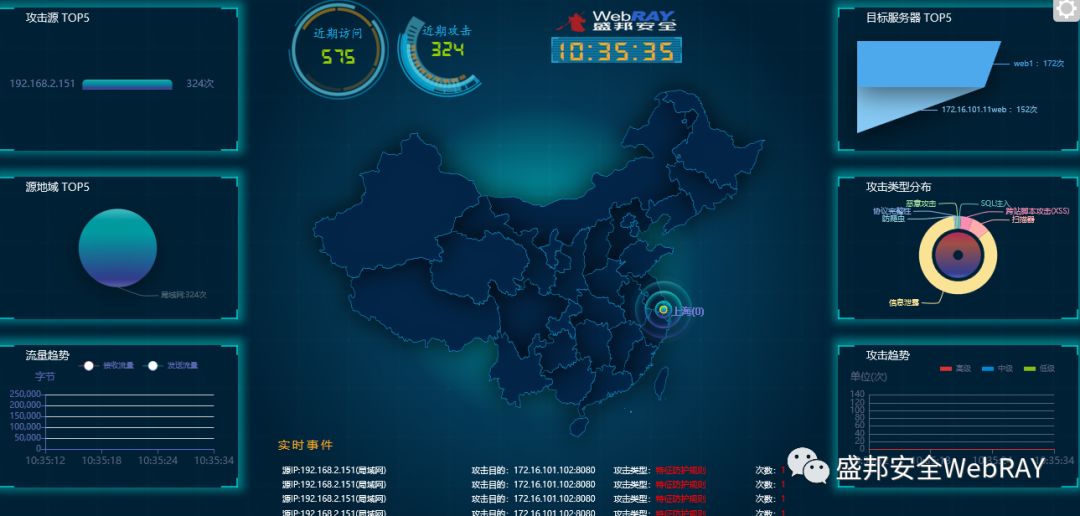 攻击源 TOP5
192.168.2.151 324次
近期访问
575
近期攻击
324
WebRAY
盛邦安全
10:35:35
目标服务器 TOP5
web1 : 172次
172.16.101.11web : 152次
源地域 TOP5
局域网:324次
上海(0)
攻击类型分布
恶意攻击
SQL注入
协议完整性
跨站脚本攻击(XSS)
防爬虫
扫描器
信息泄露
流量趋势
接收流量 发送流量
字节
250,000
200,000
150,000
100,000
50,000
0
10:35:12 10:35:18 10:35:24 10:35:34
攻击趋势
高级 中级 低级
单位(次)
140
120
100
80
60
40
20
0
实时事件
源IP:192.168.2.151(局域网) 攻击目的: 172.16.101.102:8080 攻击类型: 特征防护规则 次数: 1
源IP:192.168.2.151(局域网) 攻击目的: 172.16.101.102:8080 攻击类型: 特征防护规则 次数: 1
源IP:192.168.2.151(局域网) 攻击目的: 172.16.101.102:8080 攻击类型: 特征防护规则 次数: 1
源IP:192.168.2.151(局域网) 攻击目的: 172.16.101.102:8080 攻击类型: 特征防护规则 次数: 1
盛邦安全WebRAY